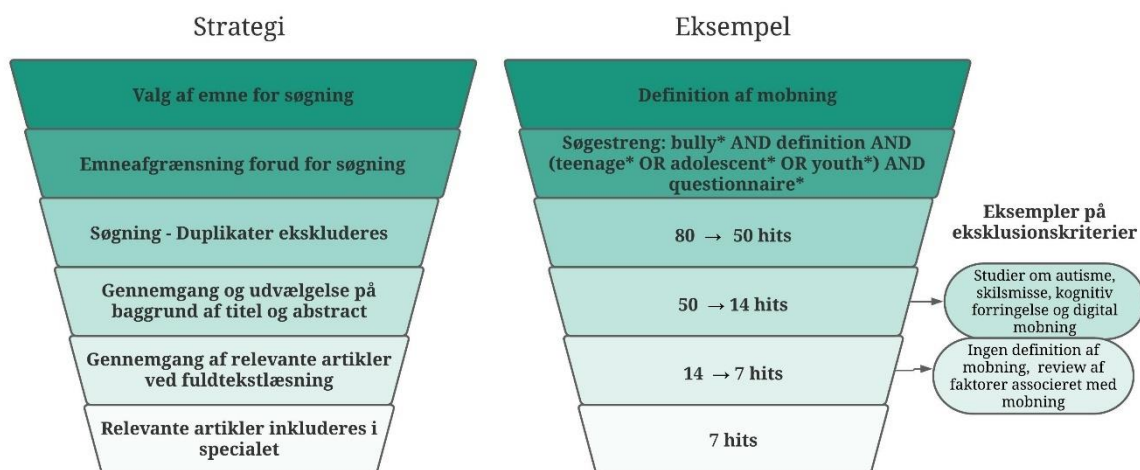 Strategi
Valg af emne for søgning
Emneafgrænsning forud for søgning
Søgning - Duplikater ekskluderes
Gennemgang og udvælgelse på
baggrund af titel og abstract
Gennemgang af relevante artikler
ved fuldtekstlæsning
Relevante artikler inkluderes i
specialet
Eksempel
Definition af mobning
Søgestreng: bully* AND definition AND
(teenage* OR adolescent* OR youth*) AND
questionnaire*
80 → 50 hits
50 → 14 hits
14 → 7 hits
7 hits
Eksempler på
eksklusionskriterier
Studier om autisme,
skilsmisse, kognitiv
forringelse og digital
mobning
Ingen definition af
mobning, review af
faktorer associeret med
mobning